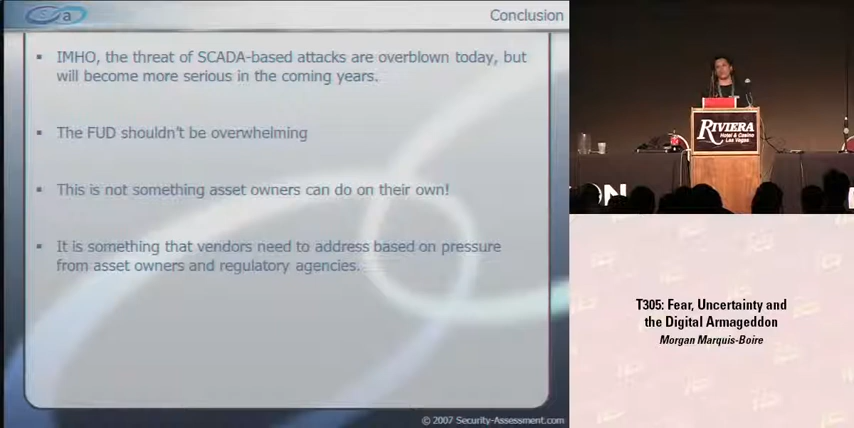 a
Conclusion
IMHO, the threat of SCADA-based attacks are overblown today, but
will become more serious in the coming years.
The FUD shouldn't be overwhelming
This is not something asset owners can do on their own!
It is something that vendors need to address based on pressure
from asset owners and regulatory agencies.
© 2007 Security-Assessment.com
RIVIERA
Hotel & Casino
Las Vegas
ON
T305: Fear, Uncertainty and
the Digital Armageddon
Morgan Marquis-Boire